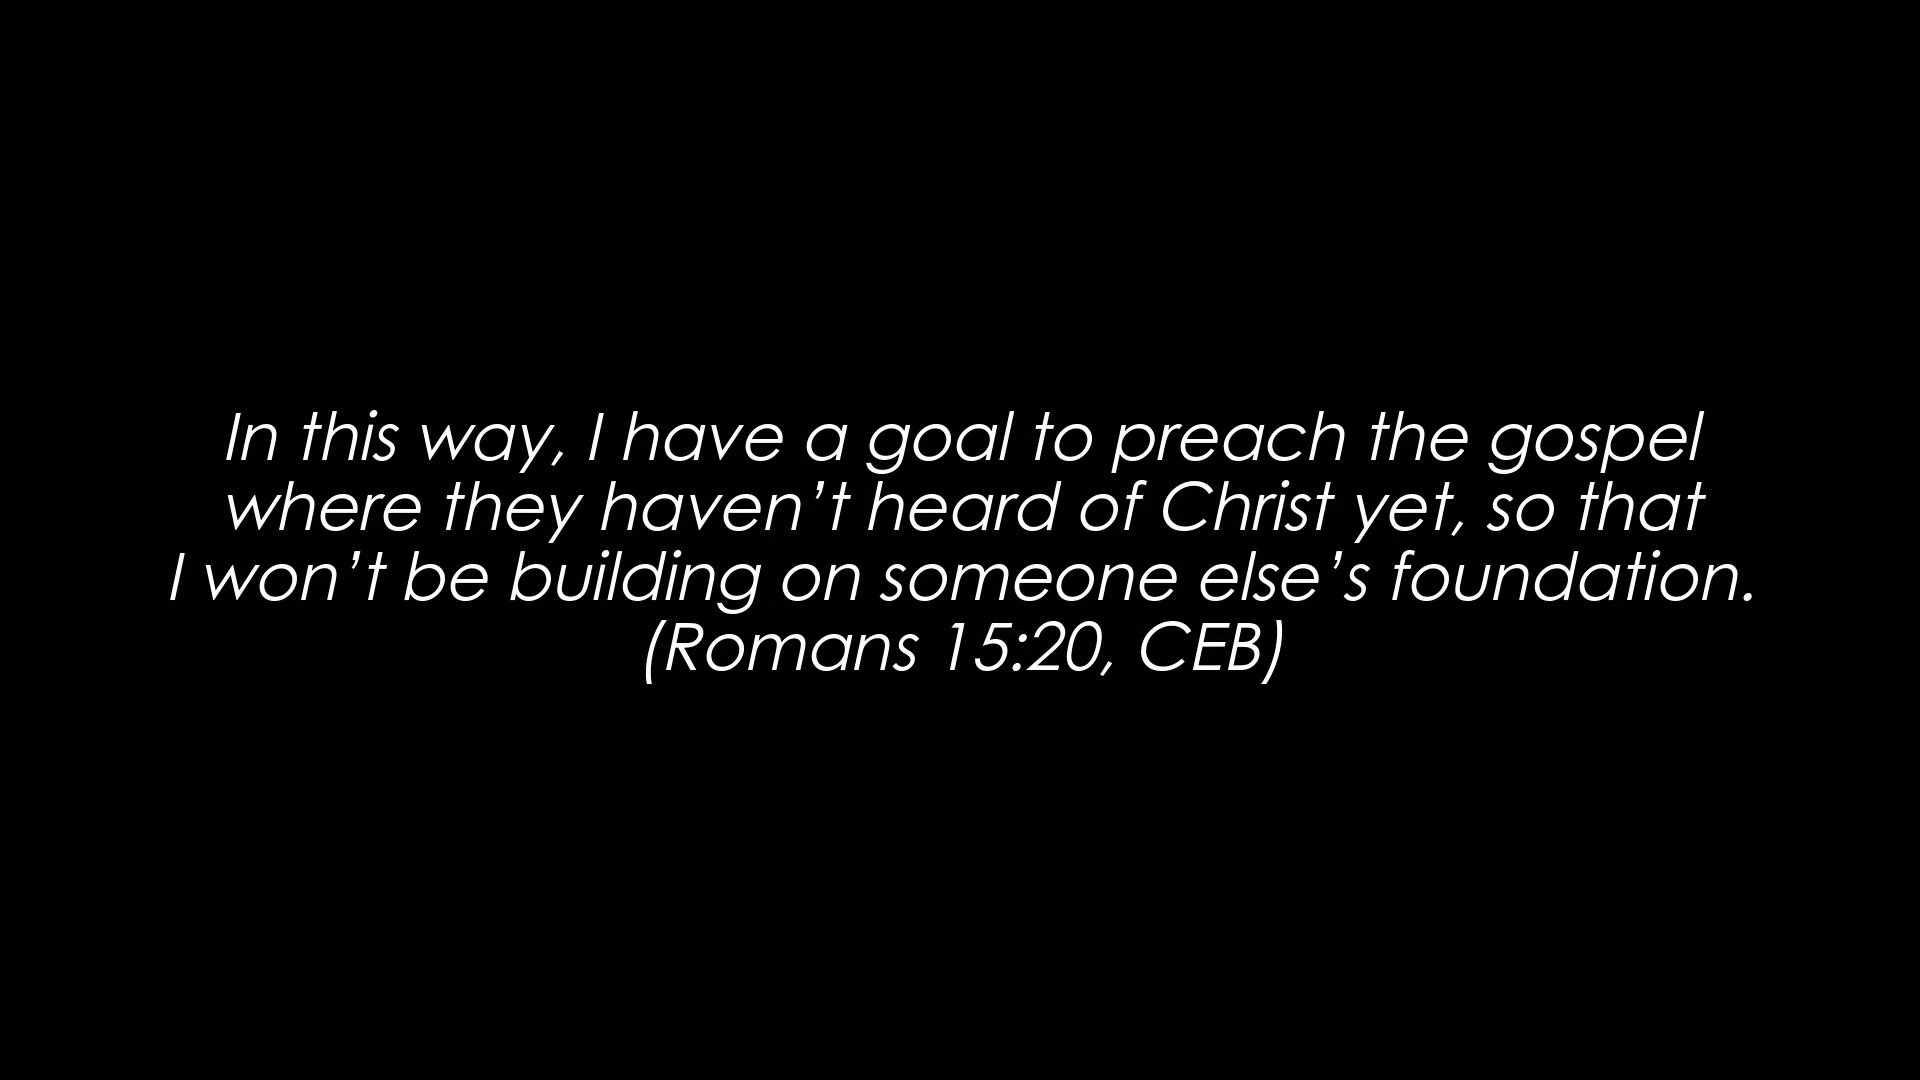 In this way, I have a goal to preach the gospel
where they haven’t heard of Christ yet, so that
I won’t be building on someone else’s foundation.
(Romans 15:20, CEB)